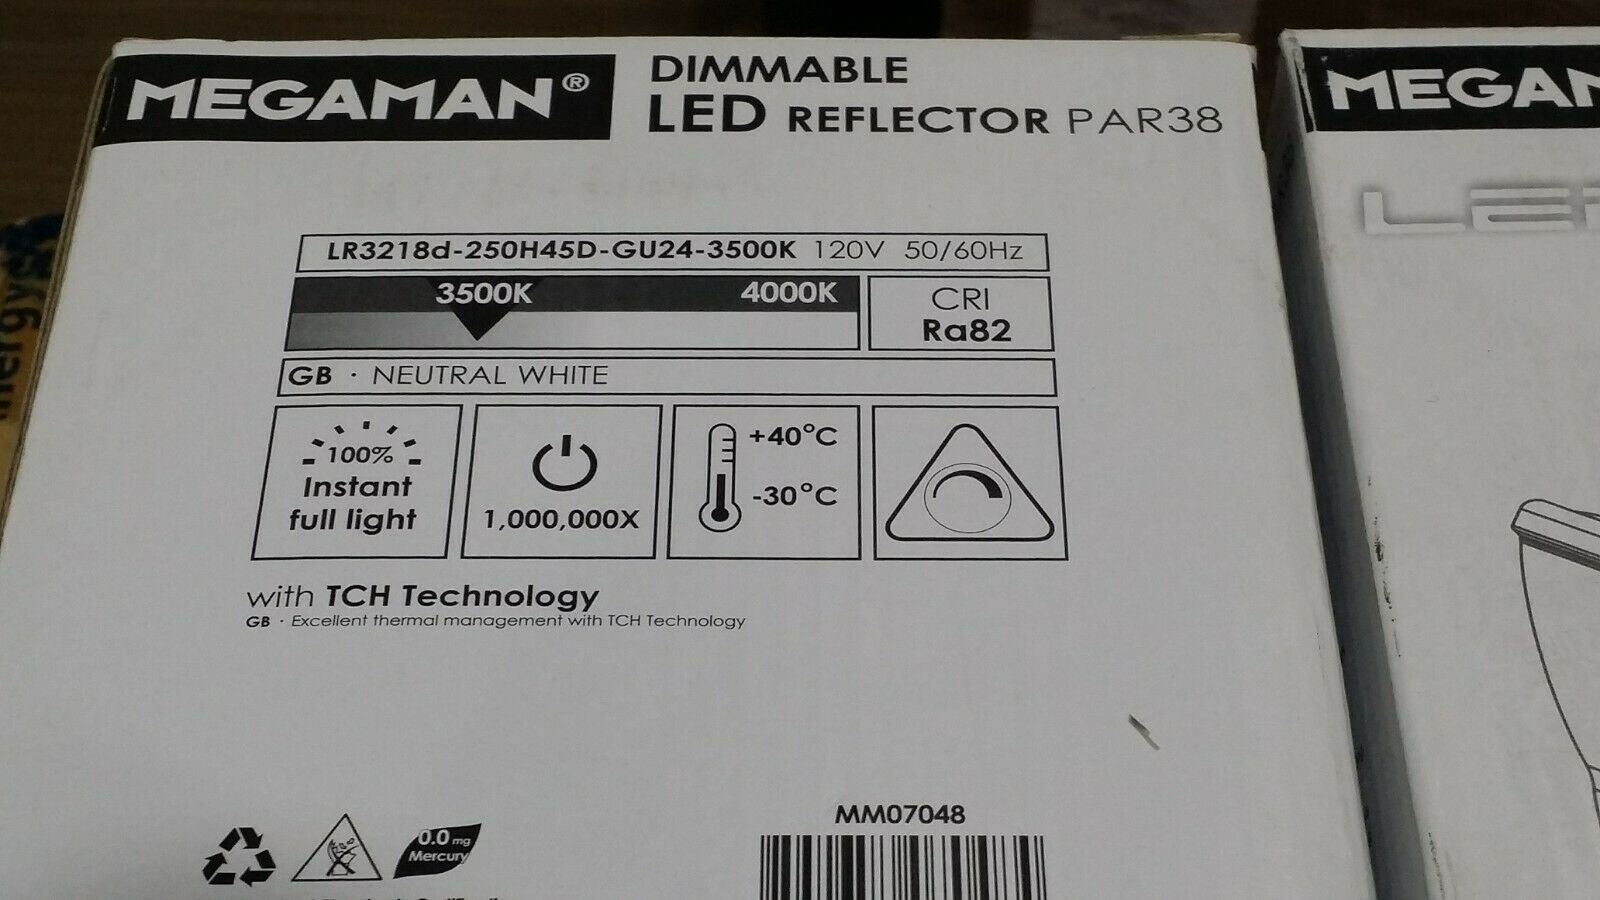 MEGAMAN®
DIMMABLE
LED REFLECTOR PAR38
LR3218d-250H45D-GU24-3500K 120V 50/60Hz
3500K 4000K
CRI
Ra82
GB · NEUTRAL WHITE
100%
Instant
full light
1,000,000X
+40°C
-30°C
with TCH Technology
GB · Excellent thermal management with TCH Technology
MM07048
0.0 mg
Mercury
MEGAM
nergys